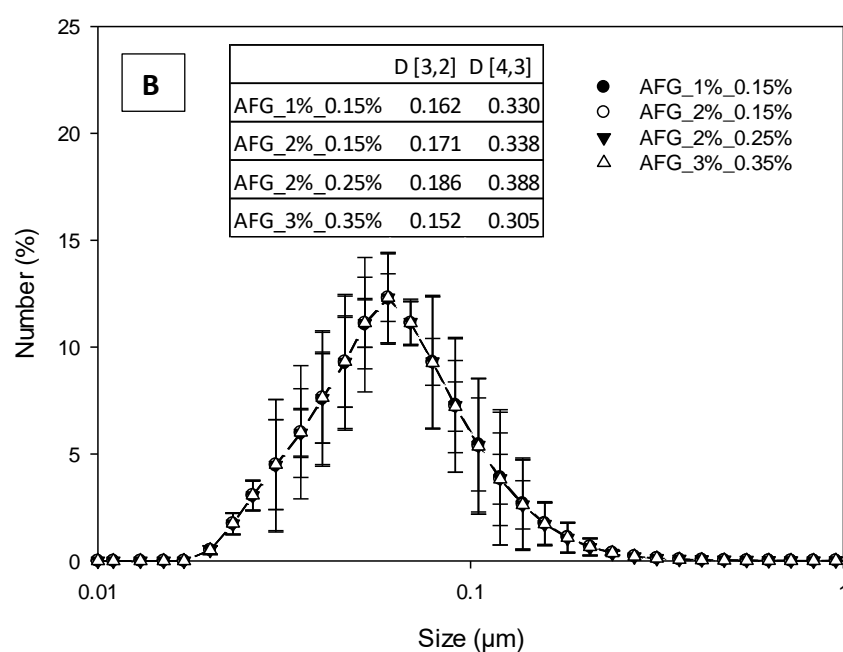 B
D [3,2] D [4,3]
AFG_1%_0.15% 0.162 0.330
AFG_2%_0.15% 0.171 0.338
AFG_2%_0.25% 0.186 0.388
AFG_3%_0.35% 0.152 0.305
AFG_1%_0.15%
AFG_2%_0.15%
AFG_2%_0.25%
AFG_3%_0.35%
Number (%)
25
20
15
10
5
0
0.01 0.1 1
Size (µm)